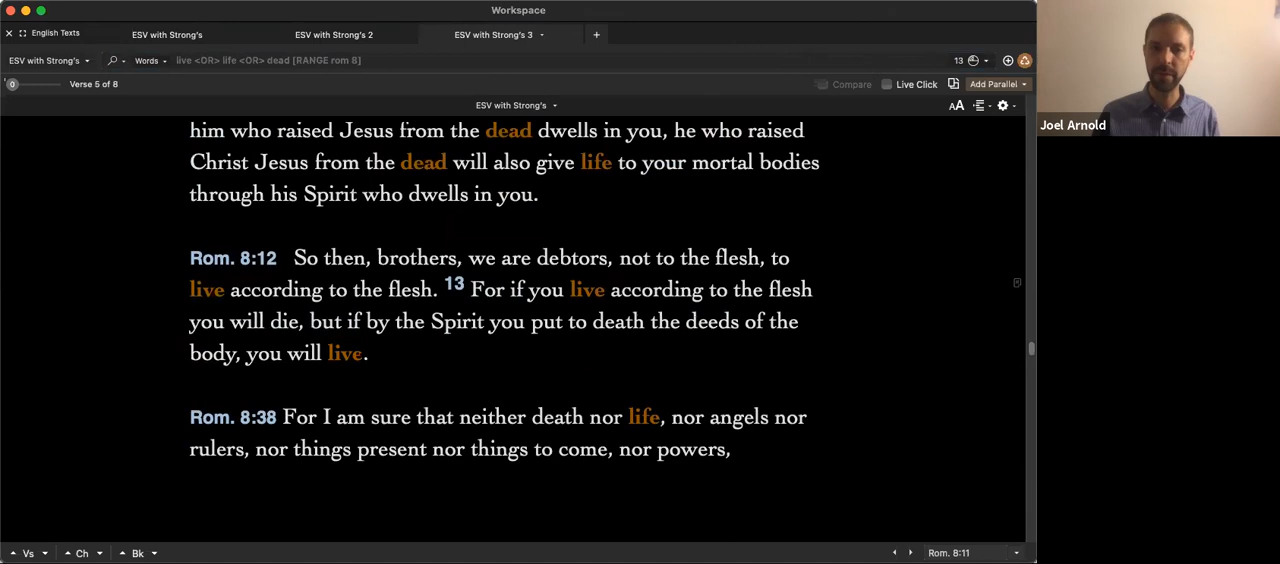 Workspace
English Texts
ESV with Strong's
ESV with Strong's 2
ESV with Strong's 3
+
ESV with Strong's
Words
live <OR> life <OR> dead [RANGE rom 8]
13
0
Verse 5 of 8
Compare
Live Click
Add Parallel
ESV with Strong's
AA
Joel Arnold
him who raised Jesus from the dead dwells in you, he who raised
Christ Jesus from the dead will also give life to your mortal bodies
through his Spirit who dwells in you.
Rom. 8:12 So then, brothers, we are debtors, not to the flesh, to
live according to the flesh. 13 For if you live according to the flesh
you will die, but if by the Spirit you put to death the deeds of the
body, you will live.
Rom. 8:38 For I am sure that neither death nor life, nor angels nor
rulers, nor things present nor things to come, nor powers,
Vs
Ch
Bk
Rom. 8:11